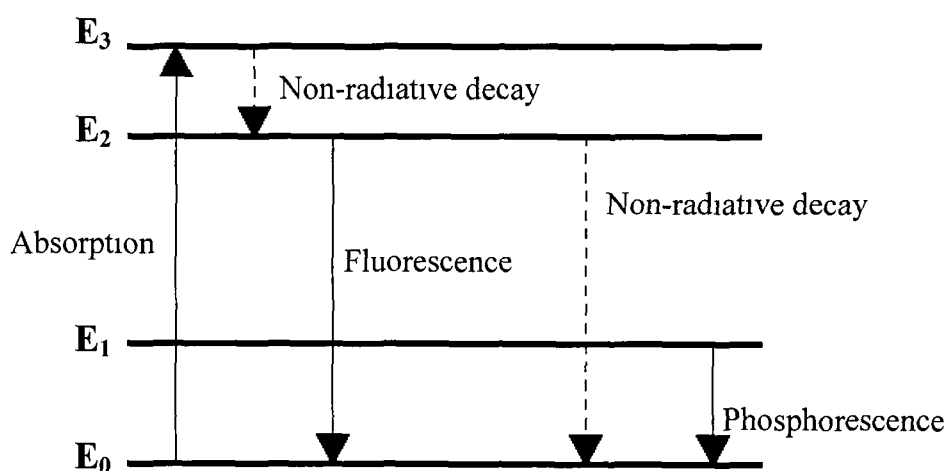 E3
Non-radiative decay
E2
Non-radiative decay
Absorption
Fluorescence
E1
Phosphorescence
E0